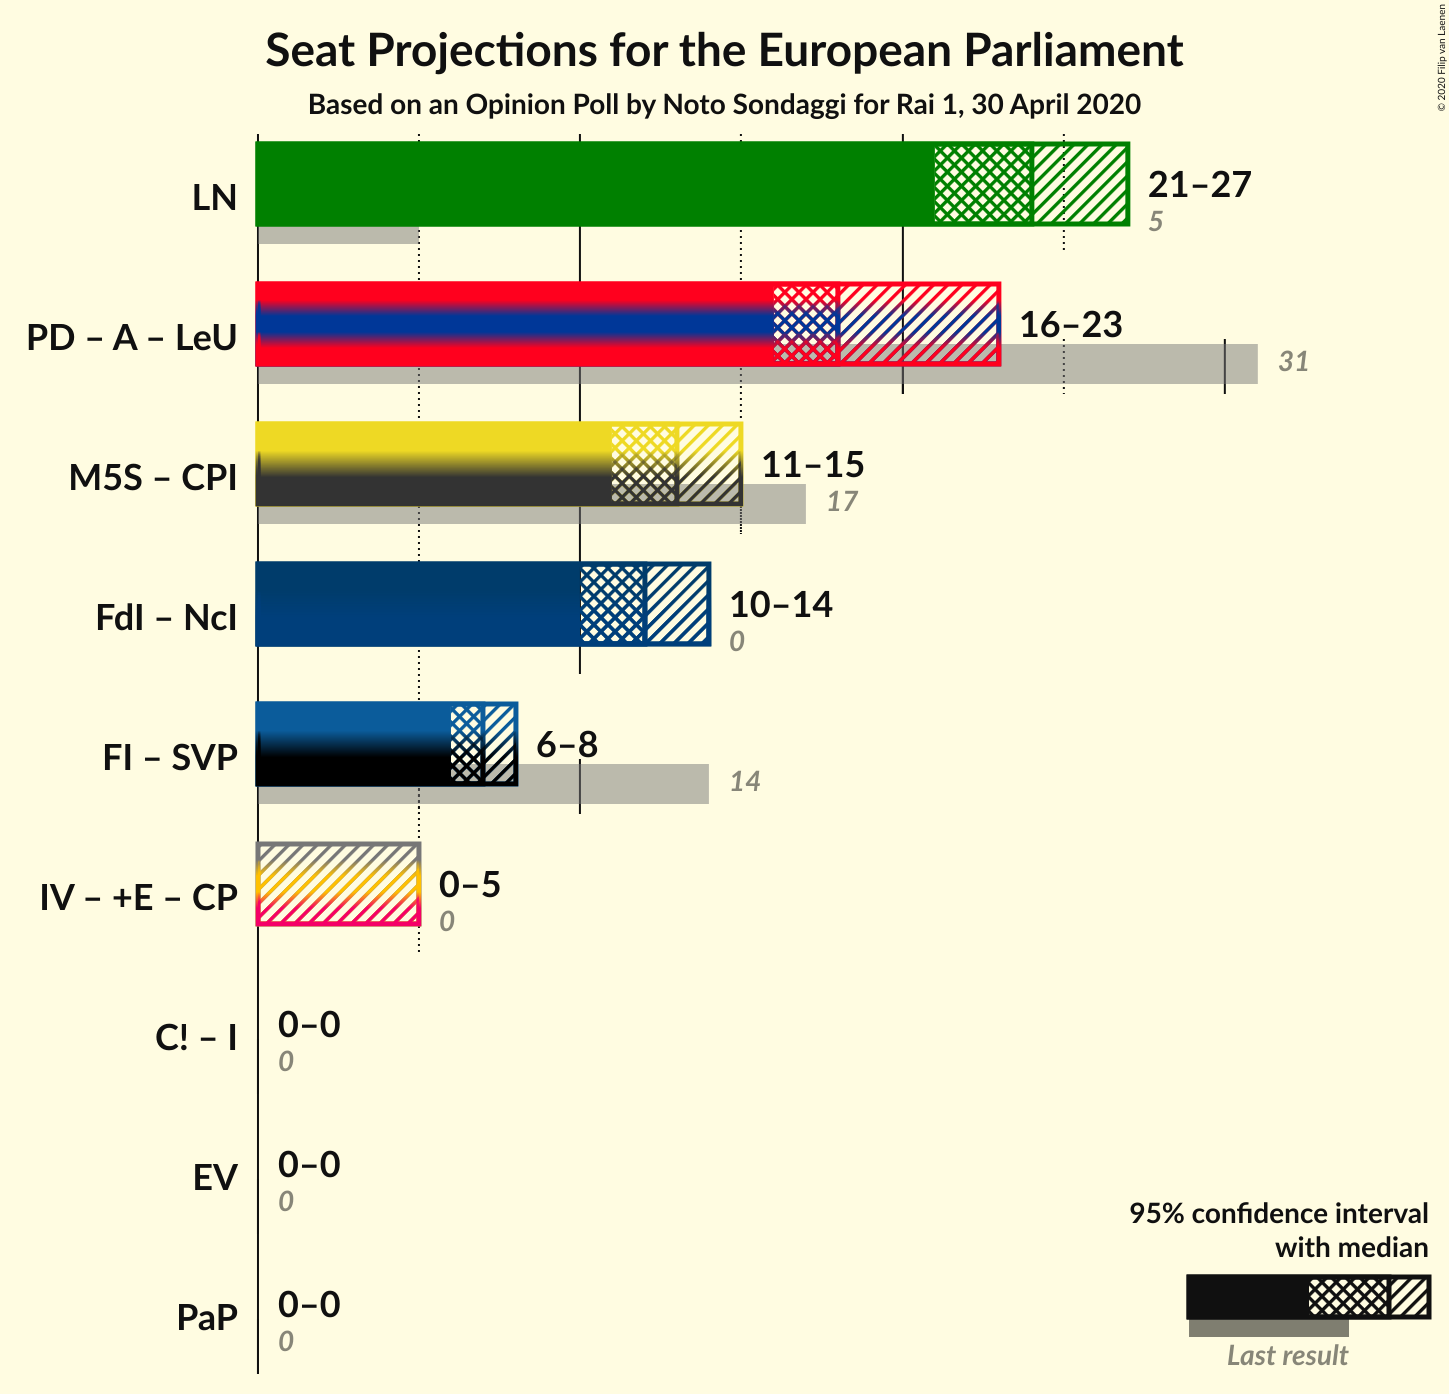 Seat Projections for the European Parliament
Based on an Opinion Poll by Noto Sondaggi for Rai 1, 30 April 2020
© 2020 Filip van Laenen
LN
21–27
5
PD – A – LeU
16–23
31
M5S – CPI
11–15
17
FdI – NcI
10–14
0
FI – SVP
6–8
14
IV – +E – CP
0–5
0
C! – I
0–0
0
EV
0–0
0
PaP
0–0
0
95% confidence interval
with median
Last result